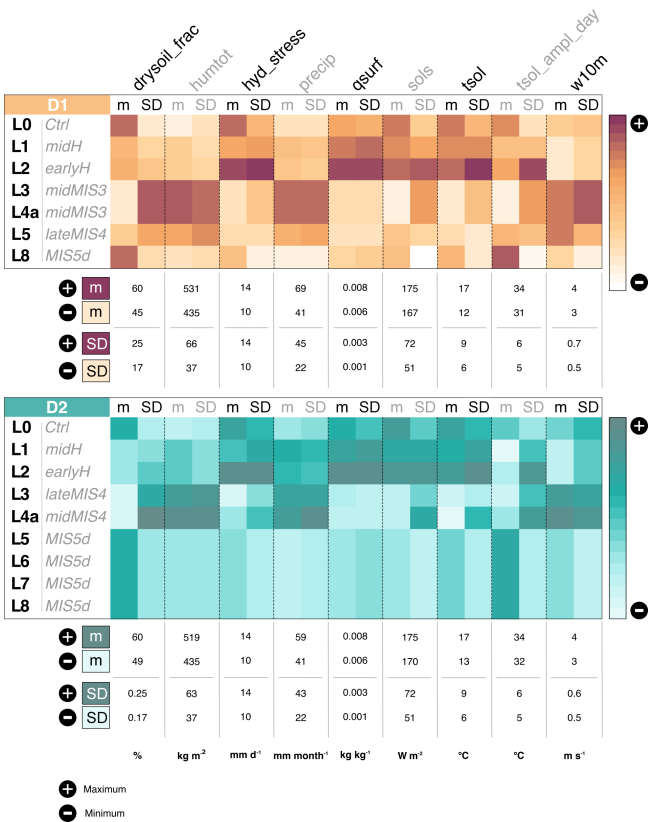 drysoil_frac humtot hyd_stress precip qsurf sols tsol tsol_ampl_day w10m
D1 m SD m SD m SD m SD m SD m SD m SD m SD m SD
L0 Ctrl
L1 midH
L2 earlyH
L3 midMIS3
L4a midMIS3
L5 lateMIS4
L8 MIS5d
+
−
+ m 60 531 14 69 0.008 175 17 34 4
− m 45 435 10 41 0.006 167 12 31 3
+ SD 25 66 14 45 0.003 72 9 6 0.7
− SD 17 37 10 22 0.001 51 6 5 0.5
D2 m SD m SD m SD m SD m SD m SD m SD m SD m SD
L0 Ctrl
L1 midH
L2 earlyH
L3 lateMIS4
L4a midMIS4
L5 MIS5d
L6 MIS5d
L7 MIS5d
L8 MIS5d
+
−
+ m 60 519 14 59 0.008 175 17 34 4
− m 49 435 10 41 0.006 170 13 32 3
+ SD 0.25 63 14 43 0.003 72 9 6 0.6
− SD 0.17 37 10 22 0.001 51 6 5 0.5
% kg m⁻² mm d⁻¹ mm month⁻¹ kg kg⁻¹ W m⁻² °C °C m s⁻¹
+ Maximum
− Minimum